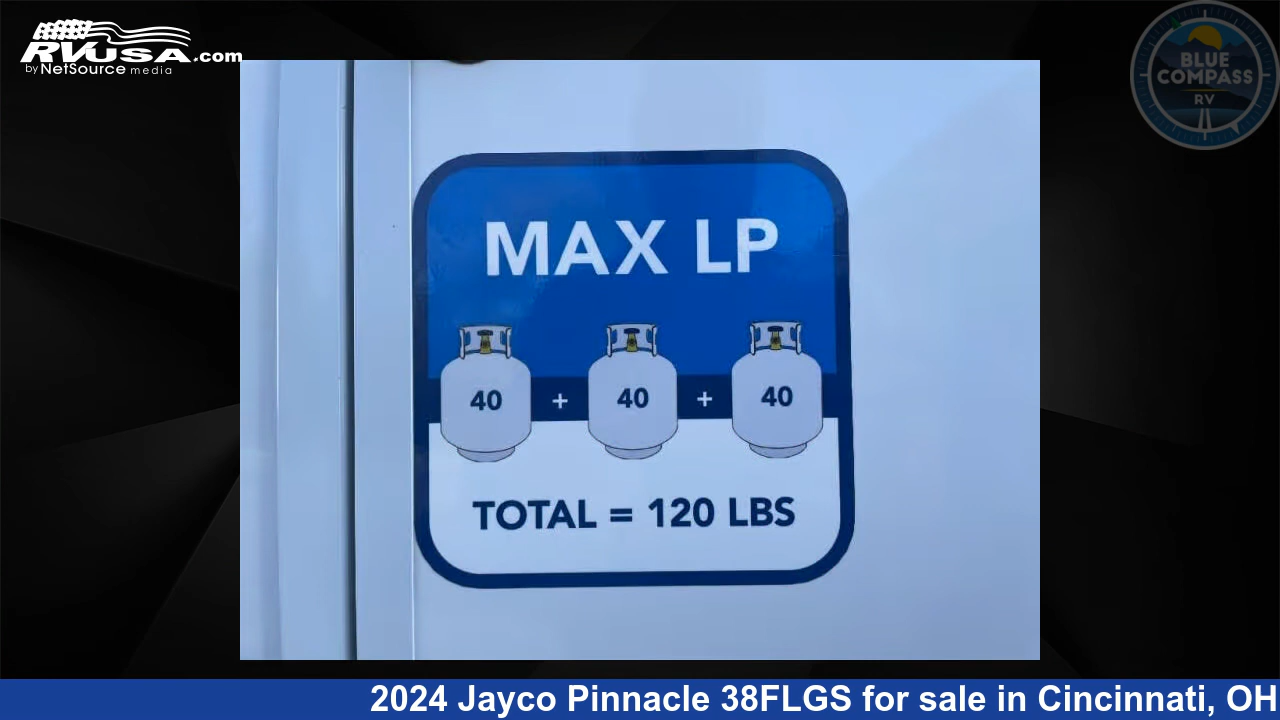 RVUSA.com
by NetSource media
BLUE
COMPASS
RV
MAX LP
40 + 40 + 40
TOTAL = 120 LBS
2024 Jayco Pinnacle 38FLGS for sale in Cincinnati, OH